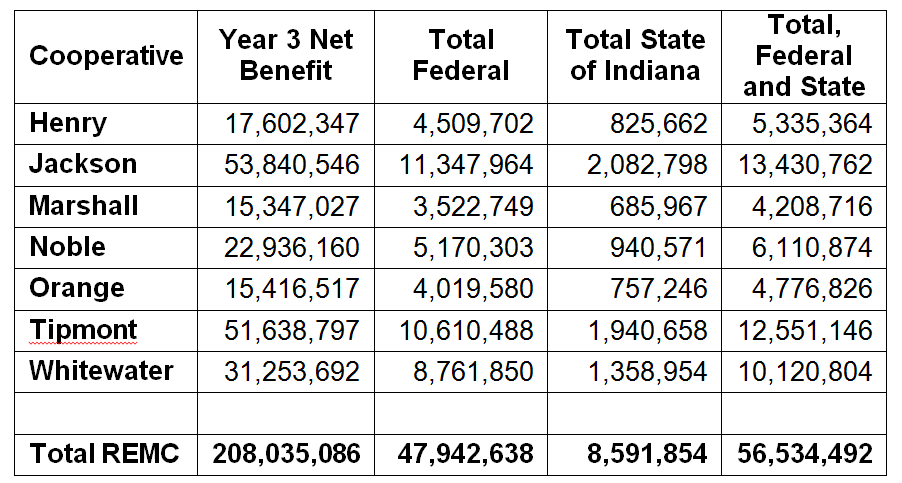 Cooperative Year 3 Net Benefit Total Federal Total State of Indiana Total, Federal and State
Henry 17,602,347 4,509,702 825,662 5,335,364
Jackson 53,840,546 11,347,964 2,082,798 13,430,762
Marshall 15,347,027 3,522,749 685,967 4,208,716
Noble 22,936,160 5,170,303 940,571 6,110,874
Orange 15,416,517 4,019,580 757,246 4,776,826
Tipmont 51,638,797 10,610,488 1,940,658 12,551,146
Whitewater 31,253,692 8,761,850 1,358,954 10,120,804
Total REMC 208,035,086 47,942,638 8,591,854 56,534,492